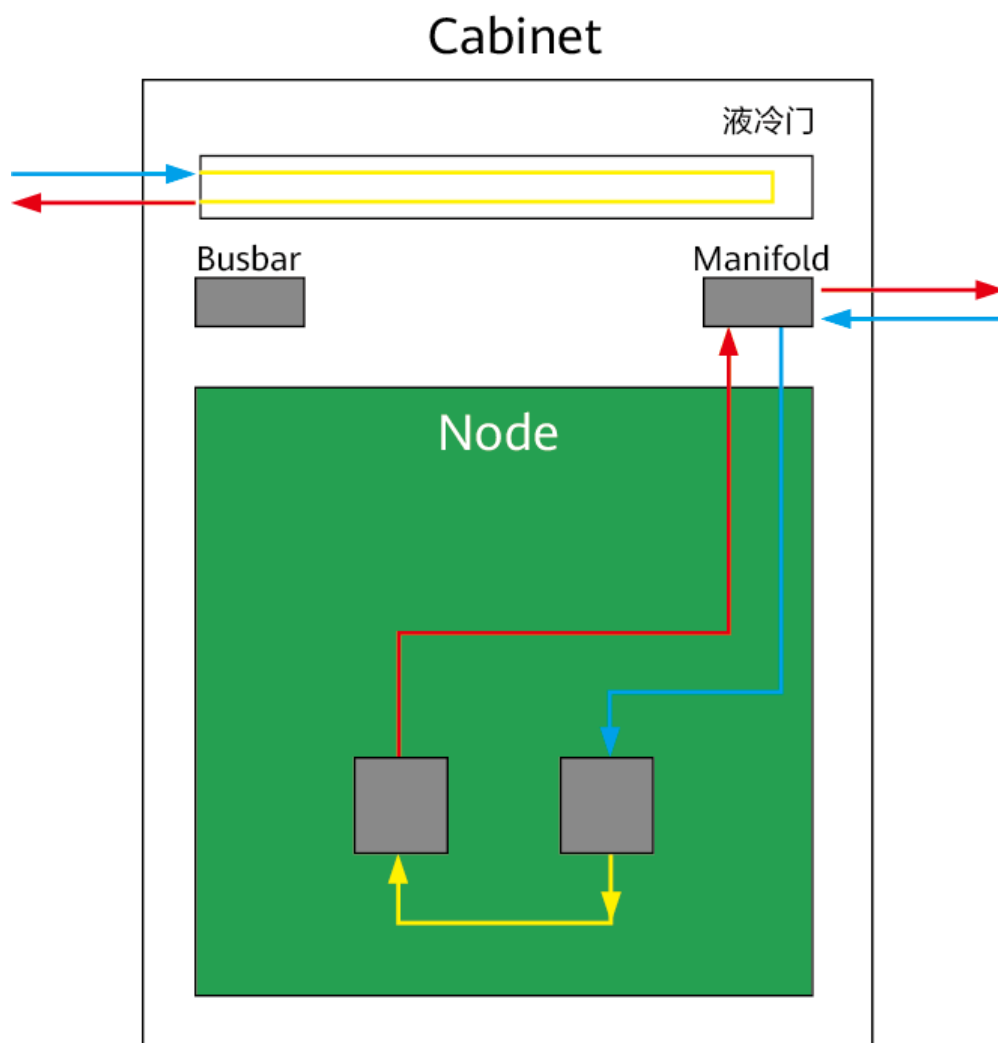 Cabinet
液冷门
Busbar
Manifold
Node